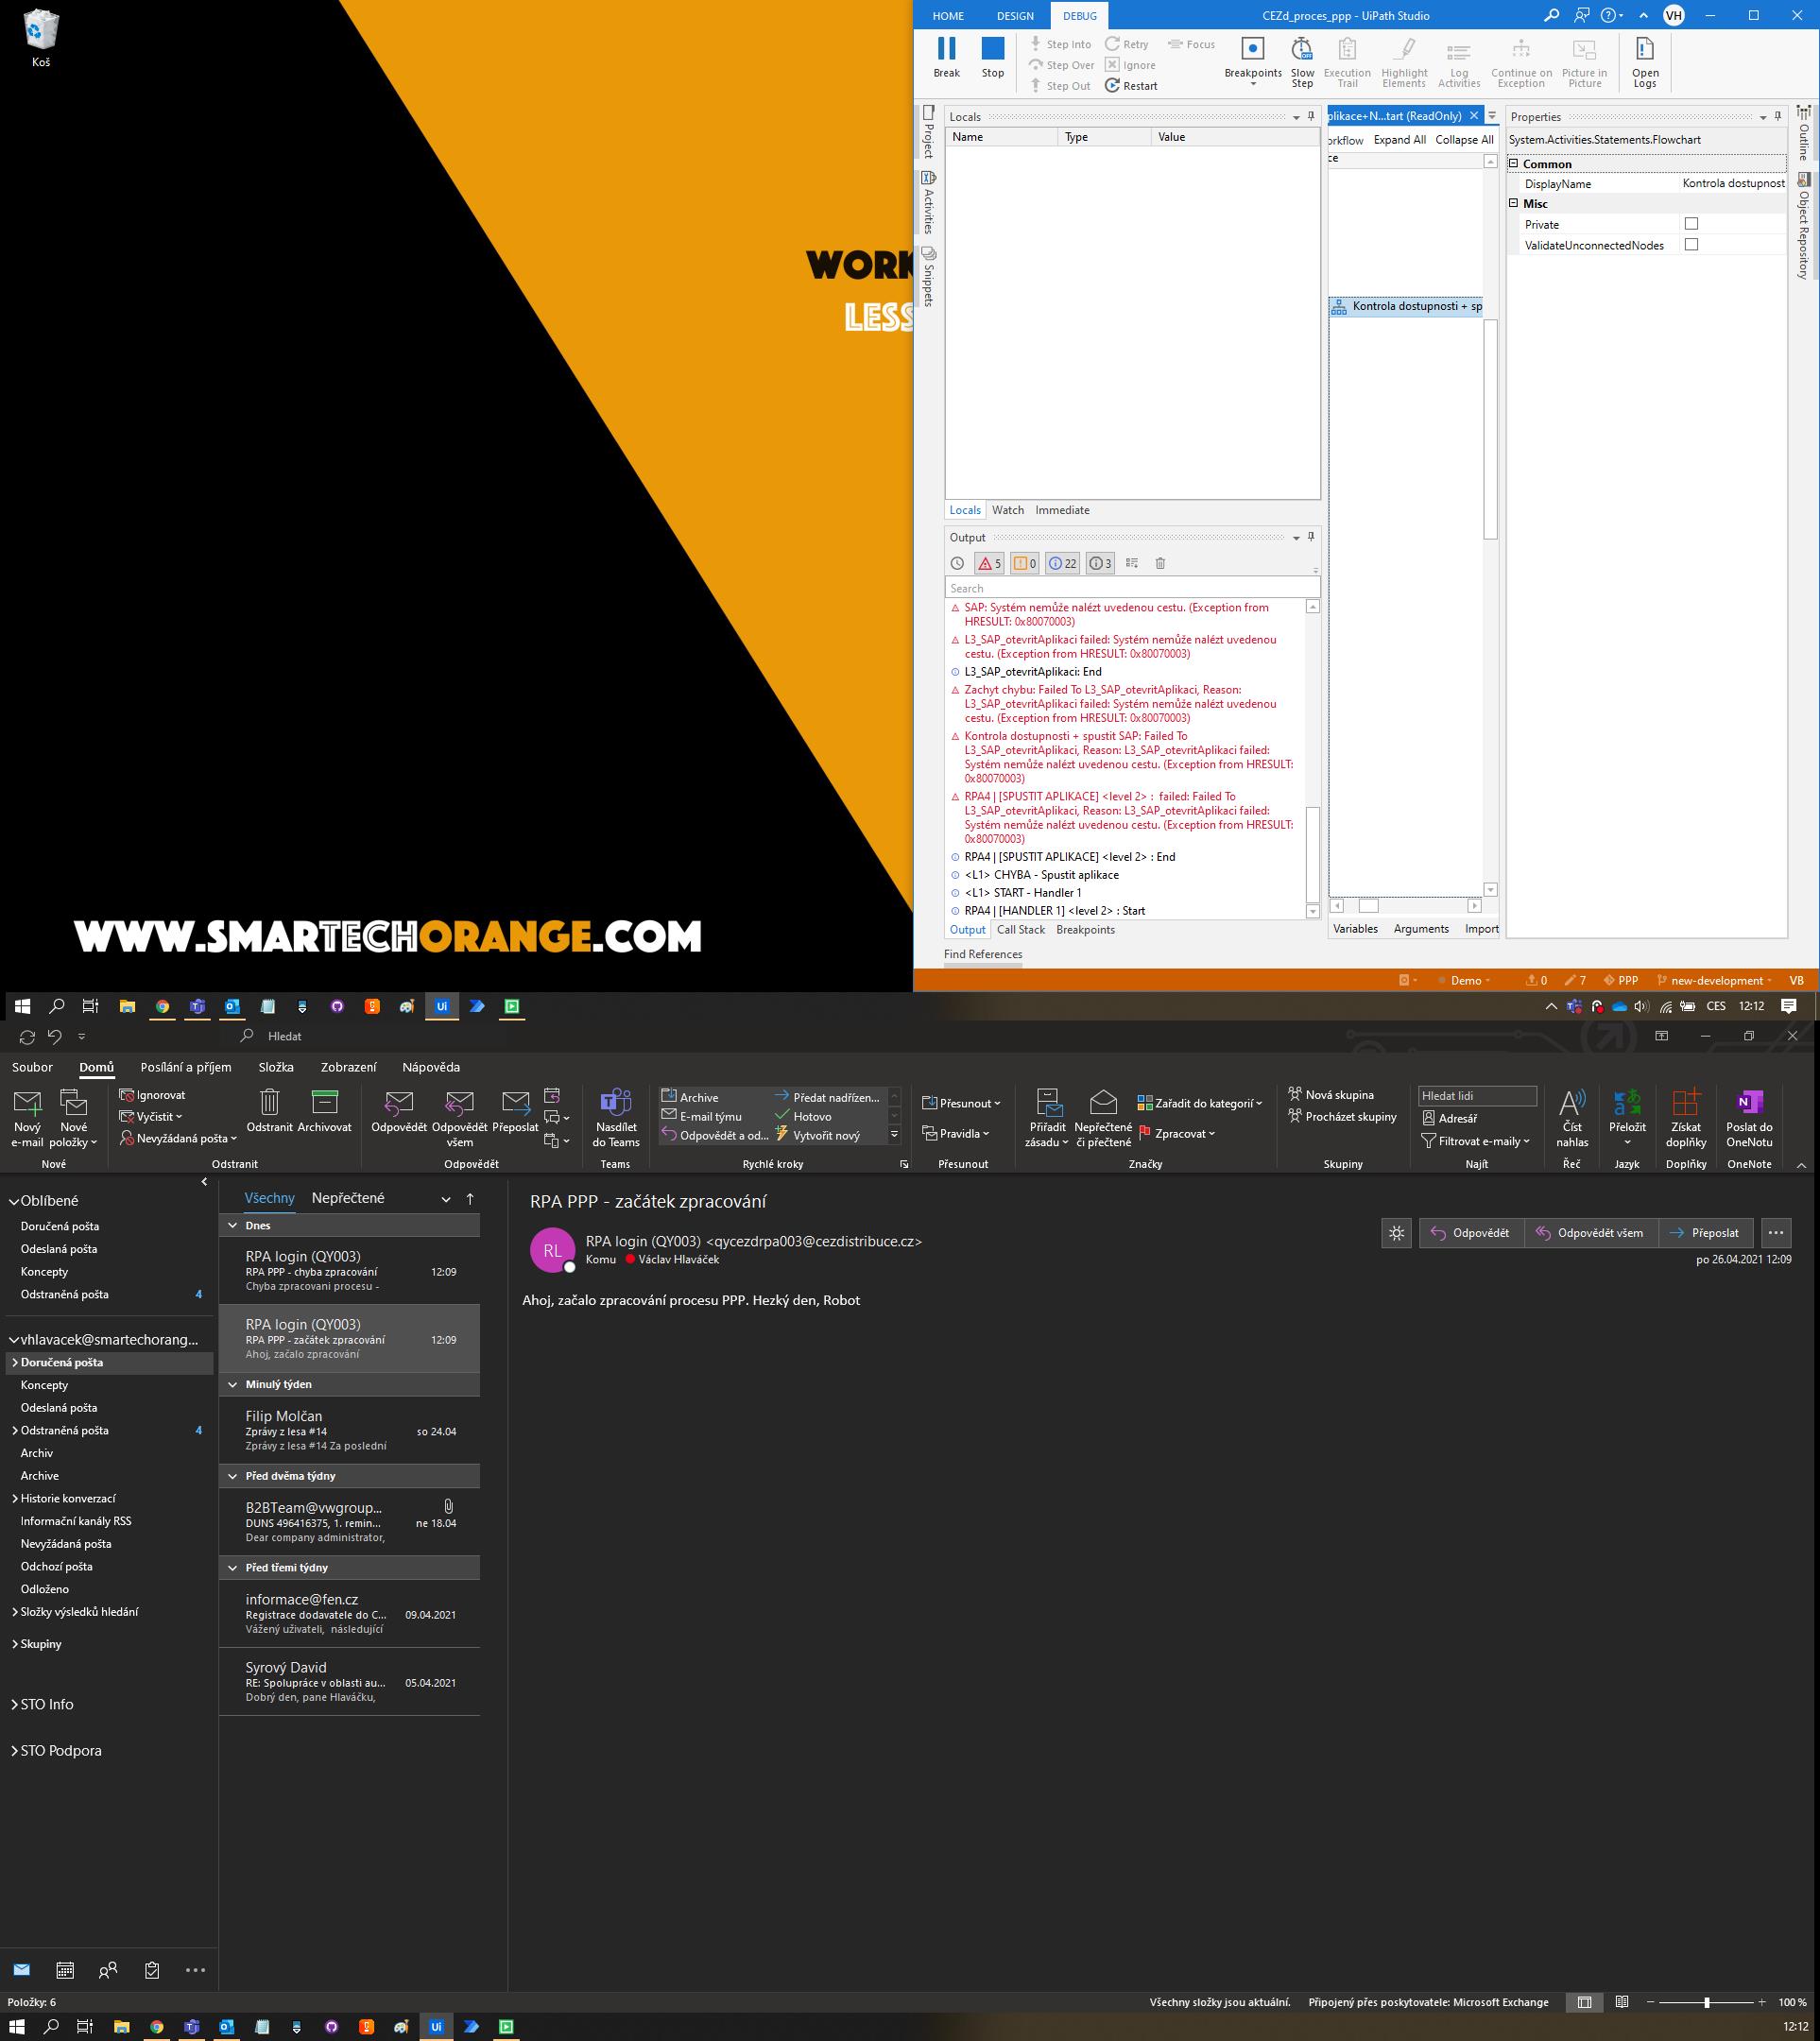 Koš
WORK
LESS
WWW.SMARTECHORANGE.COM
HOME
DESIGN
DEBUG
CEZd_proces_ppp - UiPath Studio
VH
Break
Stop
Step Into
Step Over
Step Out
Retry
Ignore
Restart
Focus
Breakpoints
Slow
Step
Execution
Trail
Highlight
Elements
Log
Activities
Continue on
Exception
Picture in
Picture
Open
Logs
Project
Activities
Snippets
Locals
Name
Type
Value
Locals
Watch
Immediate
plikace+N...tart (ReadOnly)
orkflow
Expand All
Collapse All
ce
Kontrola dostupnosti + sp
Variables
Arguments
Import
Properties
System.Activities.Statements.Flowchart
Common
DisplayName
Kontrola dostupnost
Misc
Private
ValidateUnconnectedNodes
Outline
Object Repository
Output
5
0
22
3
Search
SAP: Systém nemůže nalézt uvedenou cestu. (Exception from
HRESULT: 0x80070003)
L3_SAP_otevritAplikaci failed: Systém nemůže nalézt uvedenou
cestu. (Exception from HRESULT: 0x80070003)
L3_SAP_otevritAplikaci: End
Zachyt chybu: Failed To L3_SAP_otevritAplikaci, Reason:
L3_SAP_otevritAplikaci failed: Systém nemůže nalézt uvedenou
cestu. (Exception from HRESULT: 0x80070003)
Kontrola dostupnosti + spustit SAP: Failed To
L3_SAP_otevritAplikaci, Reason: L3_SAP_otevritAplikaci failed:
Systém nemůže nalézt uvedenou cestu. (Exception from HRESULT:
0x80070003)
RPA4 | [SPUSTIT APLIKACE] <level 2> : failed: Failed To
L3_SAP_otevritAplikaci, Reason: L3_SAP_otevritAplikaci failed:
Systém nemůže nalézt uvedenou cestu. (Exception from HRESULT:
0x80070003)
RPA4 | [SPUSTIT APLIKACE] <level 2> : End
<L1> CHYBA - Spustit aplikace
<L1> START - Handler 1
RPA4 | [HANDLER 1] <level 2> : Start
Output
Call Stack
Breakpoints
Find References
Demo
0
7
PPP
new-development
VB
Ui
CES
12:12
Hledat
Soubor
Domů
Posílání a příjem
Složka
Zobrazení
Nápověda
Nový
e-mail
Nové
položky
Nové
Ignorovat
Vyčistit
Nevyžádaná pošta
Odstranit
Archivovat
Odstranit
Odpovědět
Odpovědět
všem
Přeposlat
Odpovědět
Nasdílet
do Teams
Teams
Archive
E-mail týmu
Odpovědět a od...
Předat nadřízen...
Hotovo
Vytvořit nový
Rychlé kroky
Přesunout
Pravidla
Přesunout
Přiřadit
zásadu
Nepřečtené
či přečtené
Zařadit do kategorií
Zpracovat
Značky
Nová skupina
Procházet skupiny
Skupiny
Hledat lidi
Adresář
Filtrovat e-maily
Najít
Číst
nahlas
Řeč
Přeložit
Jazyk
Získat
doplňky
Doplňky
Poslat do
OneNotu
OneNote
Oblíbené
Doručená pošta
Odeslaná pošta
Koncepty
Odstraněná pošta 4
vhlavacek@smartechorang...
Doručená pošta
Koncepty
Odeslaná pošta
Odstraněná pošta 4
Archiv
Archive
Historie konverzací
Informační kanály RSS
Nevyžádaná pošta
Odchozí pošta
Odloženo
Složky výsledků hledání
Skupiny
STO Info
STO Podpora
Všechny
Nepřečtené
Dnes
RPA login (QY003)
RPA PPP - chyba zpracování 12:09
Chyba zpracovani procesu -
RPA login (QY003)
RPA PPP - začátek zpracování 12:09
Ahoj, začalo zpracování
Minulý týden
Filip Molčan
Zprávy z lesa #14 so 24.04
Zprávy z lesa #14 Za poslední
Před dvěma týdny
B2BTeam@vwgroup...
DUNS 496416375, 1. remin... ne 18.04
Dear company administrator,
Před třemi týdny
informace@fen.cz
Registrace dodavatele do C... 09.04.2021
Vážený uživateli, následující
Syrový David
RE: Spolupráce v oblasti au... 05.04.2021
Dobrý den, pane Hlaváčku,
RPA PPP - začátek zpracování
RL
RPA login (QY003) <qycezdrpa003@cezdistribuce.cz>
Komu Václav Hlaváček
Odpovědět
Odpovědět všem
Přeposlat
po 26.04.2021 12:09
Ahoj, začalo zpracování procesu PPP. Hezký den, Robot
Položky: 6
Všechny složky jsou aktuální.
Připojený přes poskytovatele: Microsoft Exchange
100 %
Ui
12:12